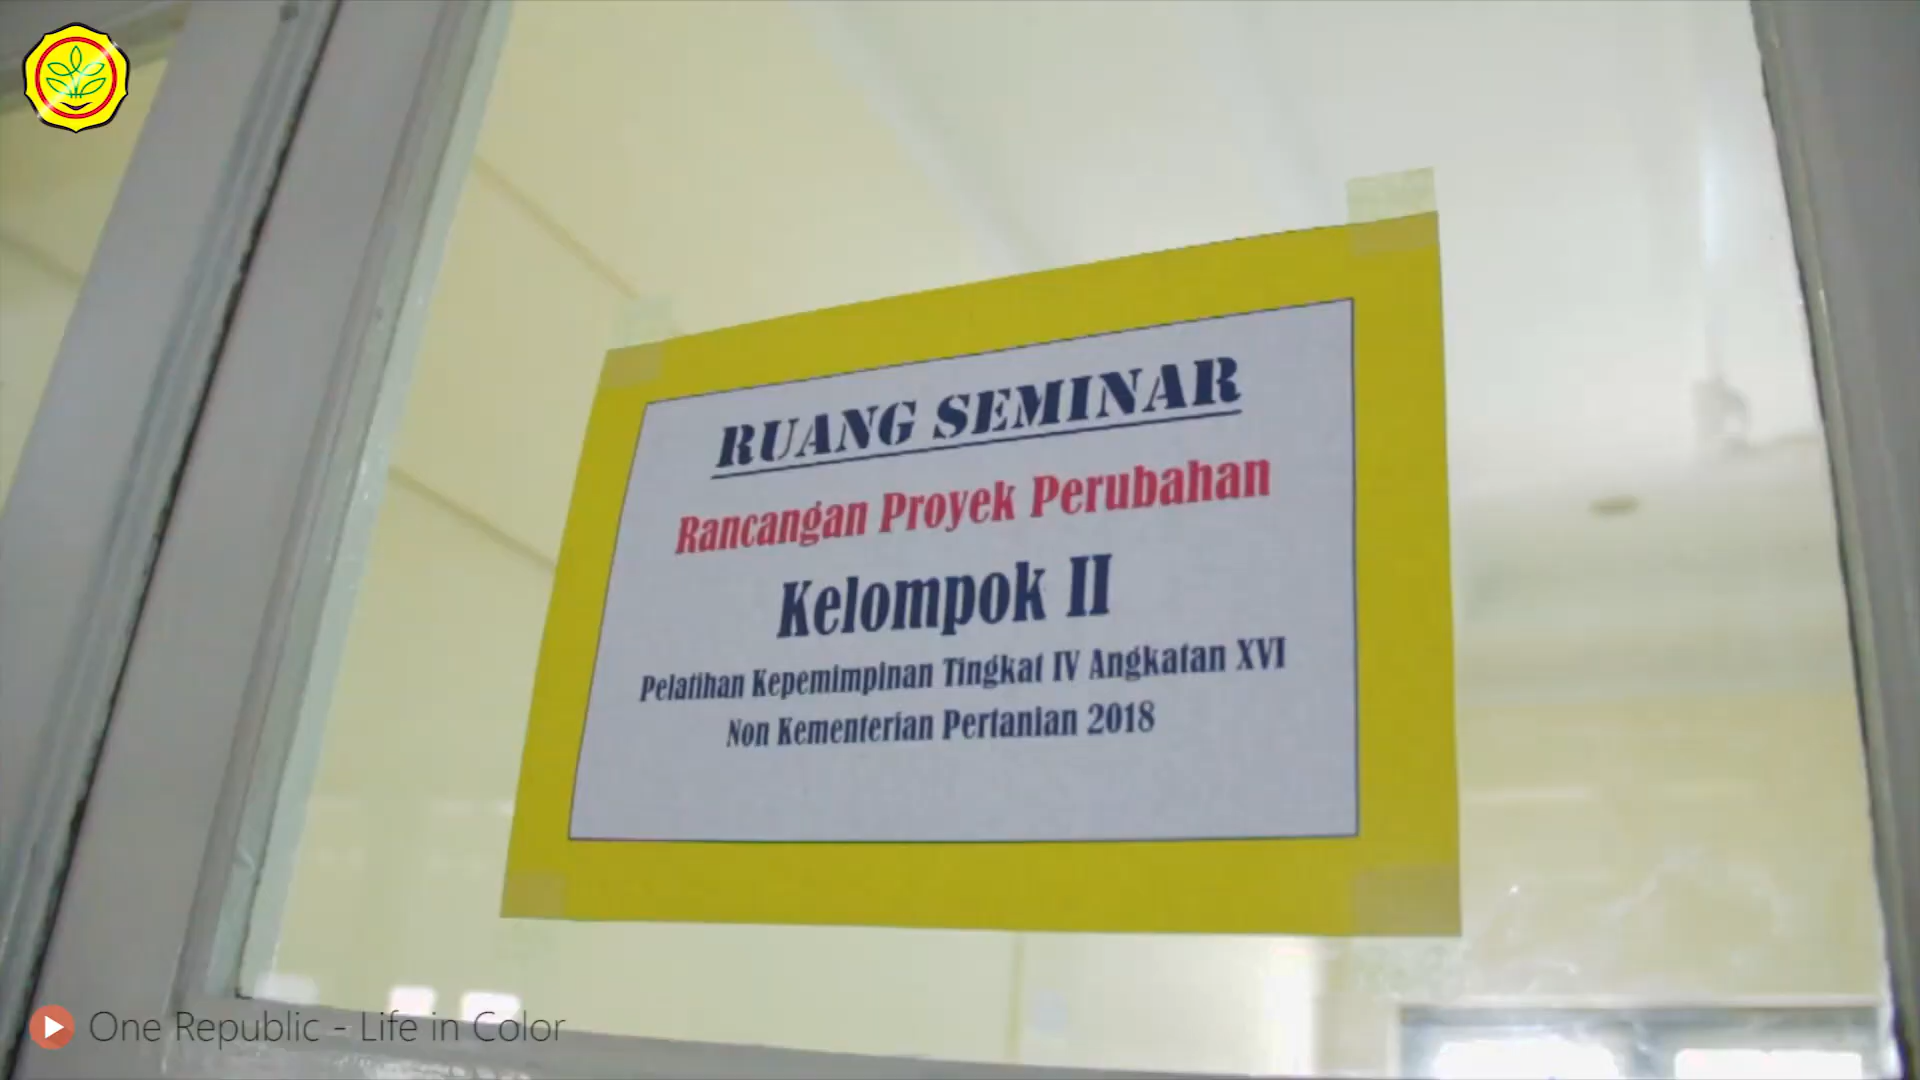 RUANG SEMINAR
Rancangan Proyek Perubahan
Kelompok II
Pelatihan Kepemimpinan Tingkat IV Angkatan XVI
Non Kementerian Pertanian 2018
One Republic - Life in Color